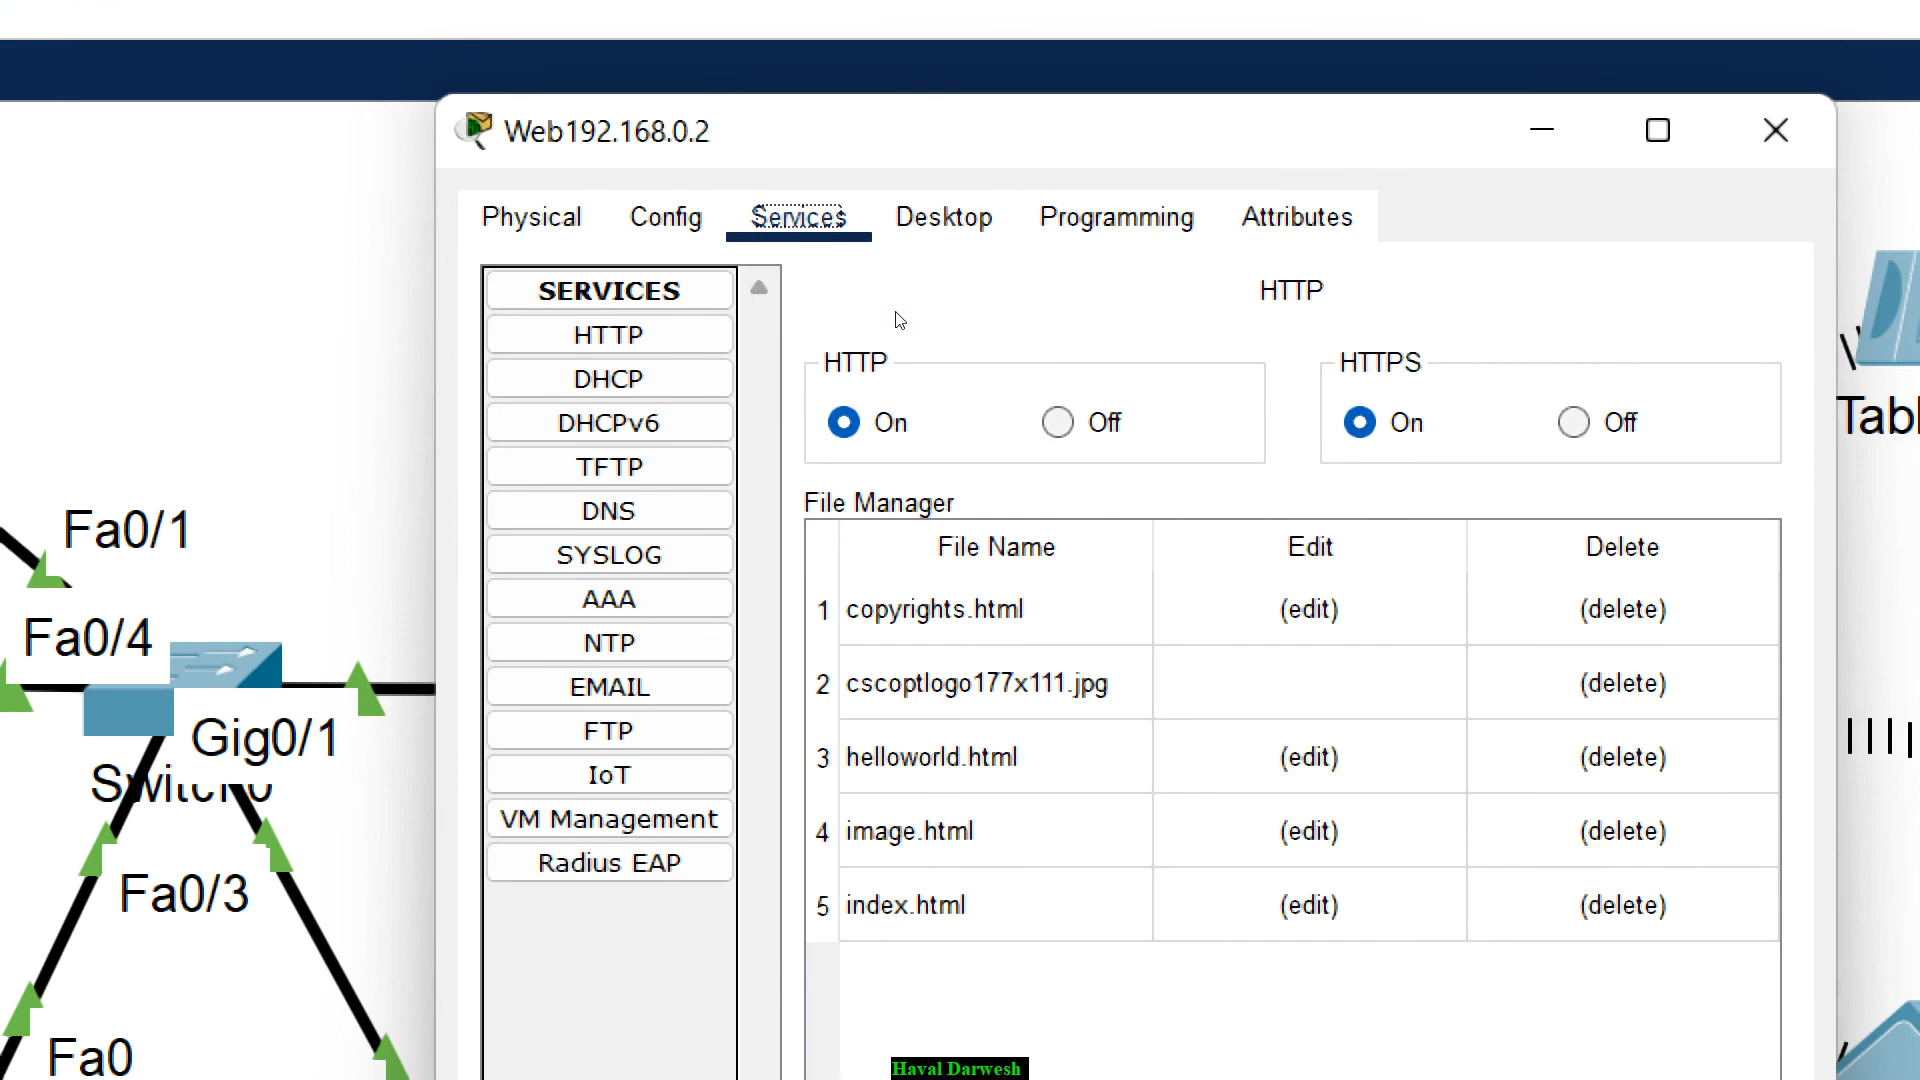 Web192.168.0.2
Physical Config Services Desktop Programming Attributes
SERVICES
HTTP
DHCP
DHCPv6
TFTP
DNS
SYSLOG
AAA
NTP
EMAIL
FTP
IoT
VM Management
Radius EAP
HTTP
HTTP
On Off
HTTPS
On Off
File Manager
File Name Edit Delete
1 copyrights.html (edit) (delete)
2 cscoptlogo177x111.jpg (delete)
3 helloworld.html (edit) (delete)
4 image.html (edit) (delete)
5 index.html (edit) (delete)
Fa0/1
Fa0/4
Gig0/1
Switch0
Fa0/3
Fa0
Tabl
Haval Darwesh